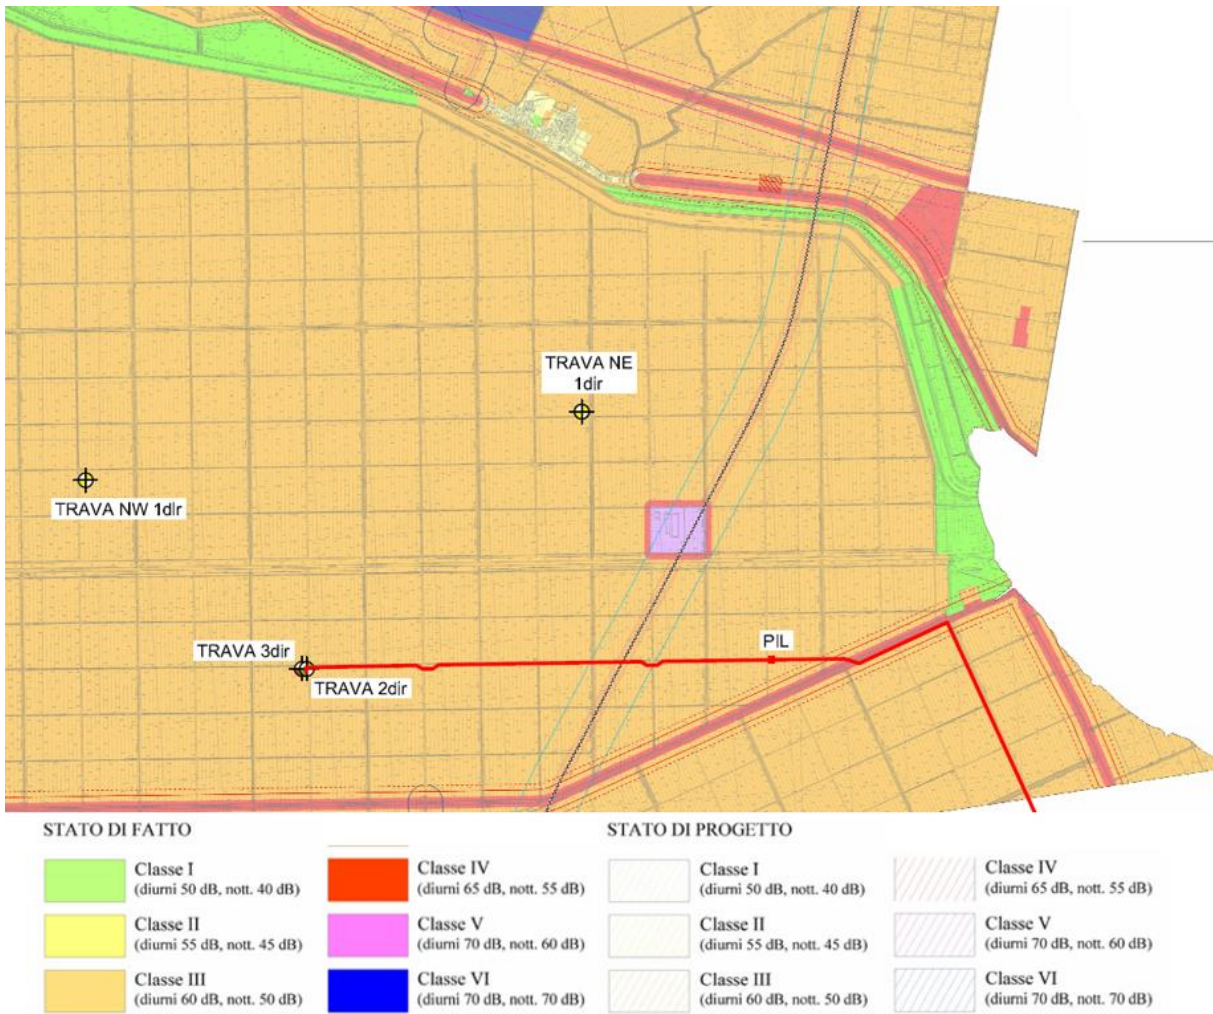 TRAVA NE
1dir
TRAVA NW 1dir
TRAVA 3dir
TRAVA 2dir
PIL
STATO DI FATTO
Classe I
(diurni 50 dB, nott. 40 dB)
Classe II
(diurni 55 dB, nott. 45 dB)
Classe III
(diurni 60 dB, nott. 50 dB)
Classe IV
(diurni 65 dB, nott. 55 dB)
Classe V
(diurni 70 dB, nott. 60 dB)
Classe VI
(diurni 70 dB, nott. 70 dB)
STATO DI PROGETTO
Classe I
(diurni 50 dB, nott. 40 dB)
Classe II
(diurni 55 dB, nott. 45 dB)
Classe III
(diurni 60 dB, nott. 50 dB)
Classe IV
(diurni 65 dB, nott. 55 dB)
Classe V
(diurni 70 dB, nott. 60 dB)
Classe VI
(diurni 70 dB, nott. 70 dB)